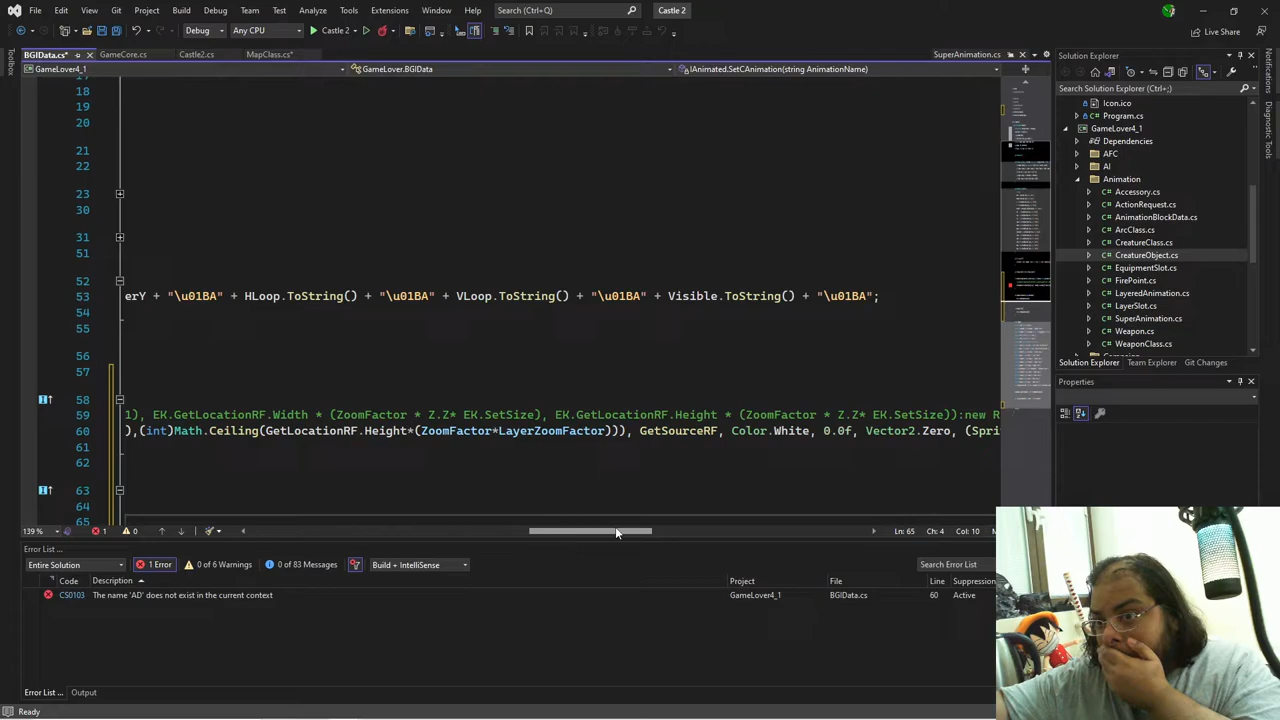 File Edit View Git Project Build Debug Test Analyze Tools Extensions Window Help Search (Ctrl+Q) Castle 2
Debug Any CPU Castle 2 Live Share
Toolbox
BGIData.cs* GameCore.cs Castle2.cs MapClass.cs* SuperAnimation.cs
GameLover4_1 GameLover.BGIData IAnimated.SetCAnimation(string AnimationName)
18
19
20
21
22
23
30
31
51
52
53 erY + "\u01BA" + HLoop.ToString() + "\u01BA" + VLoop.ToString() + "\u01BA" + Visible.ToString() + "\u01BA";
54
55
56
57
58
59 1), EK.GetLocationRF.Width * (ZoomFactor * Z.Z* EK.SetSize), EK.GetLocationRF.Height * (ZoomFactor * Z.Z* EK.SetSize)):new R
60 ),(int)Math.Ceiling(GetLocationRF.Height*(ZoomFactor*LayerZoomFactor))), GetSourceRF, Color.White, 0.0f, Vector2.Zero, (Spri
61
62
63
64
65
139 % 1 0 Ln: 65 Ch: 4 Col: 10
Error List ...
Entire Solution 1 Error 0 of 6 Warnings 0 of 83 Messages Build + IntelliSense Search Error List
Code Description Project File Line Suppression
CS0103 The name 'AD' does not exist in the current context GameLover4_1 BGIData.cs 60 Active
Error List ... Output
Ready
Solution Explorer
Search Solution Explorer (Ctrl+;)
Icon.ico
Program.cs
GameLover4_1
Dependencies
AFC
AI
Animation
Accessory.cs
ActionRequest.cs
AnimationBlockDat
ArcClass.cs
CreatureClass.cs
CreatureObject.cs
EquipmentSlot.cs
FirePoint.cs
LayeredAnimation.
LayerSlot.cs
SuperAnimation.cs
Weapon.cs
WeaponClass.cs
Solution Explorer Team Explorer Git Changes
Properties
Notifications
Diagnostic Tools